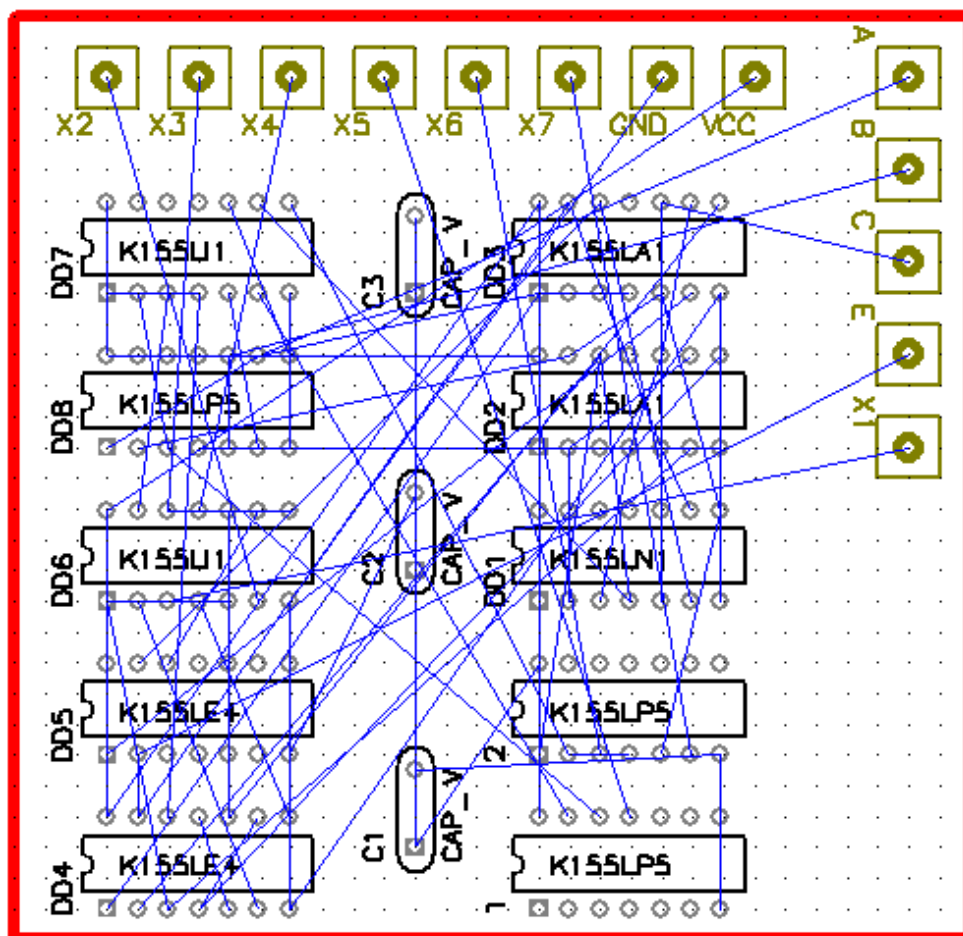 A
X2 X3 X4 X5 X6 X7 GND VCC
B
C
E
X1
DD7 K155LI1
C3 CAP_V
DD3 K155LA1
DD8 K155LP5
DD2 K155LA1
DD6 K155LI1
C2 CAP_V
DD1 K155LN1
DD5 K155LE4
2 K155LP5
DD4 K155LE4
C1 CAP_V
1 K155LP5